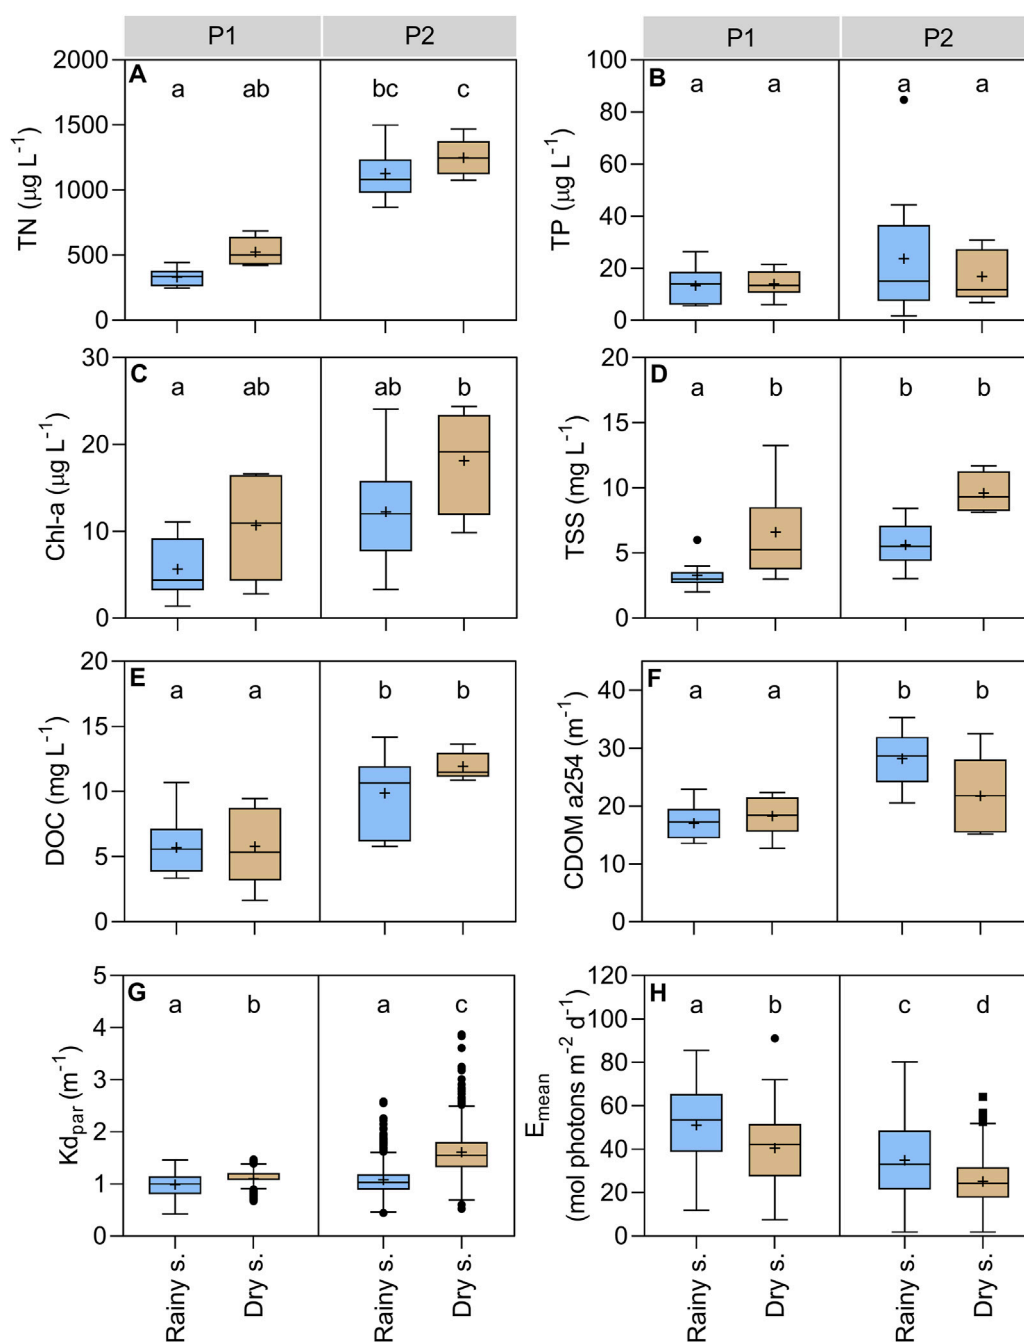 P1 P2 P1 P2
A a ab bc c
TN (µg L⁻¹)
2000
1500
1000
500
0
B a a a a
TP (µg L⁻¹)
100
80
60
40
20
0
C a ab ab b
Chl-a (µg L⁻¹)
30
20
10
0
D a b b b
TSS (mg L⁻¹)
20
15
10
5
0
E a a b b
DOC (mg L⁻¹)
20
15
10
5
0
F a a b b
CDOM a254 (m⁻¹)
40
30
20
10
0
G a b a c
Kd_par (m⁻¹)
5
4
3
2
1
0
H a b c d
E_mean
(mol photons m⁻² d⁻¹)
120
100
80
60
40
20
0
Rainy s. Dry s. Rainy s. Dry s. Rainy s. Dry s. Rainy s. Dry s.